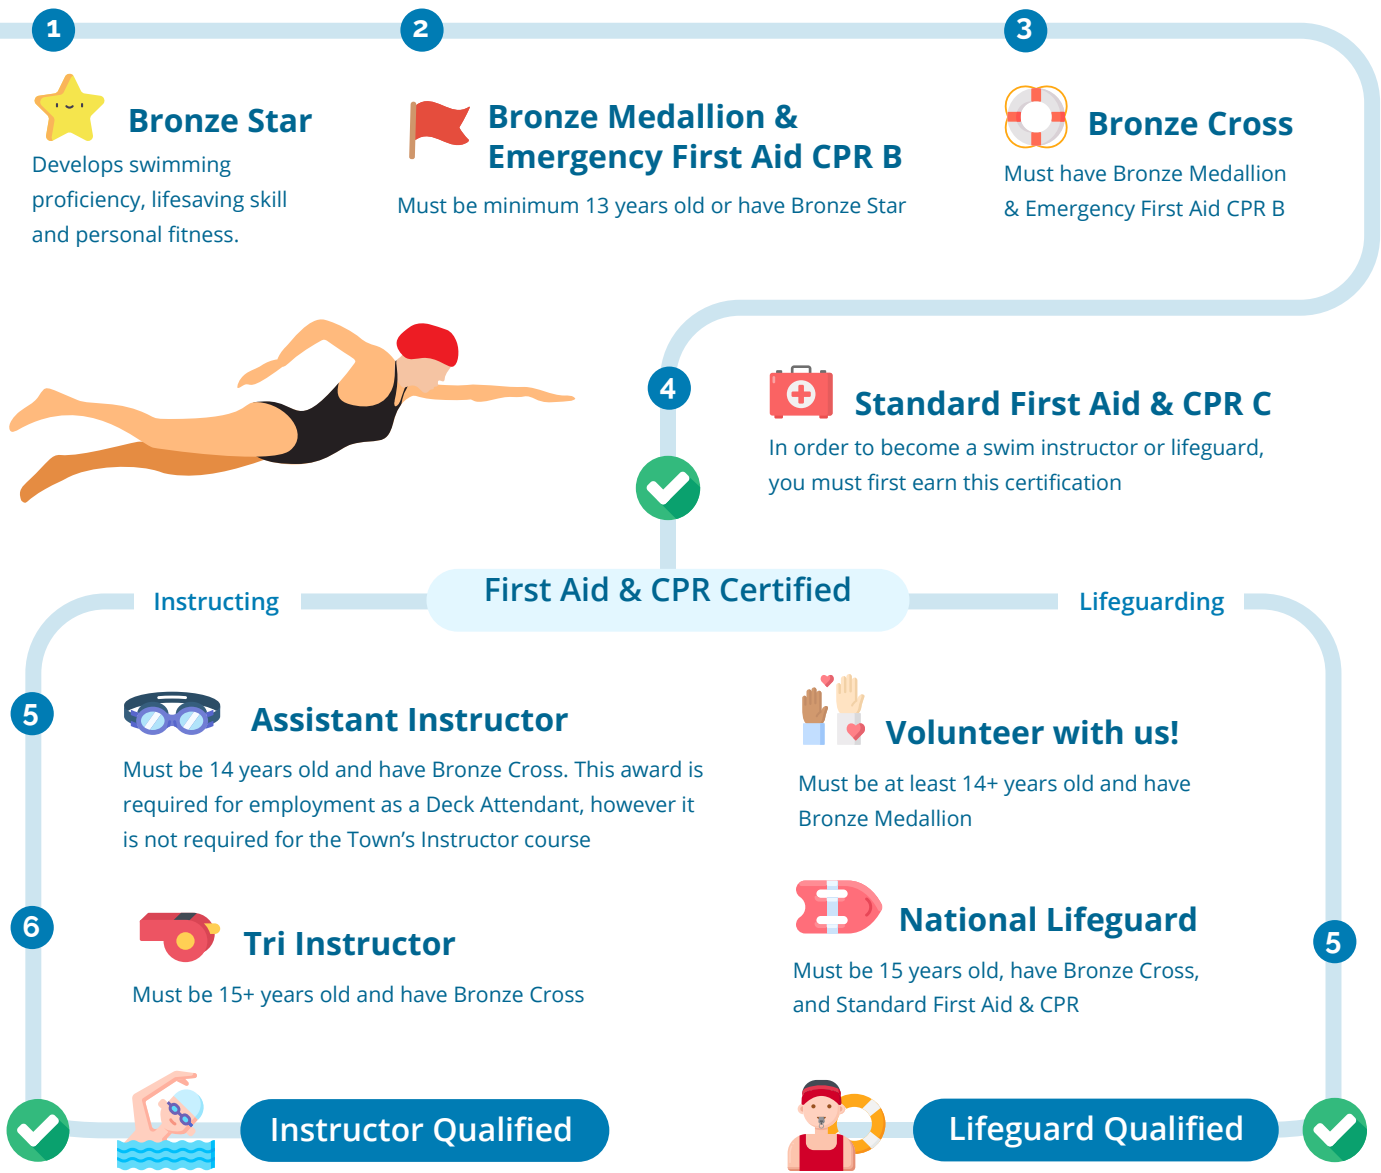 1
2
3
Bronze Star
Develops swimming
proficiency, lifesaving skill
and personal fitness.
Bronze Medallion &
Emergency First Aid CPR B
Must be minimum 13 years old or have Bronze Star
Bronze Cross
Must have Bronze Medallion
& Emergency First Aid CPR B
4
Standard First Aid & CPR C
In order to become a swim instructor or lifeguard,
you must first earn this certification
First Aid & CPR Certified
Instructing
Lifeguarding
5
Assistant Instructor
Must be 14 years old and have Bronze Cross. This award is
required for employment as a Deck Attendant, however it
is not required for the Town’s Instructor course
6
Tri Instructor
Must be 15+ years old and have Bronze Cross
Instructor Qualified
Volunteer with us!
Must be at least 14+ years old and have
Bronze Medallion
National Lifeguard
5
Must be 15 years old, have Bronze Cross,
and Standard First Aid & CPR
Lifeguard Qualified